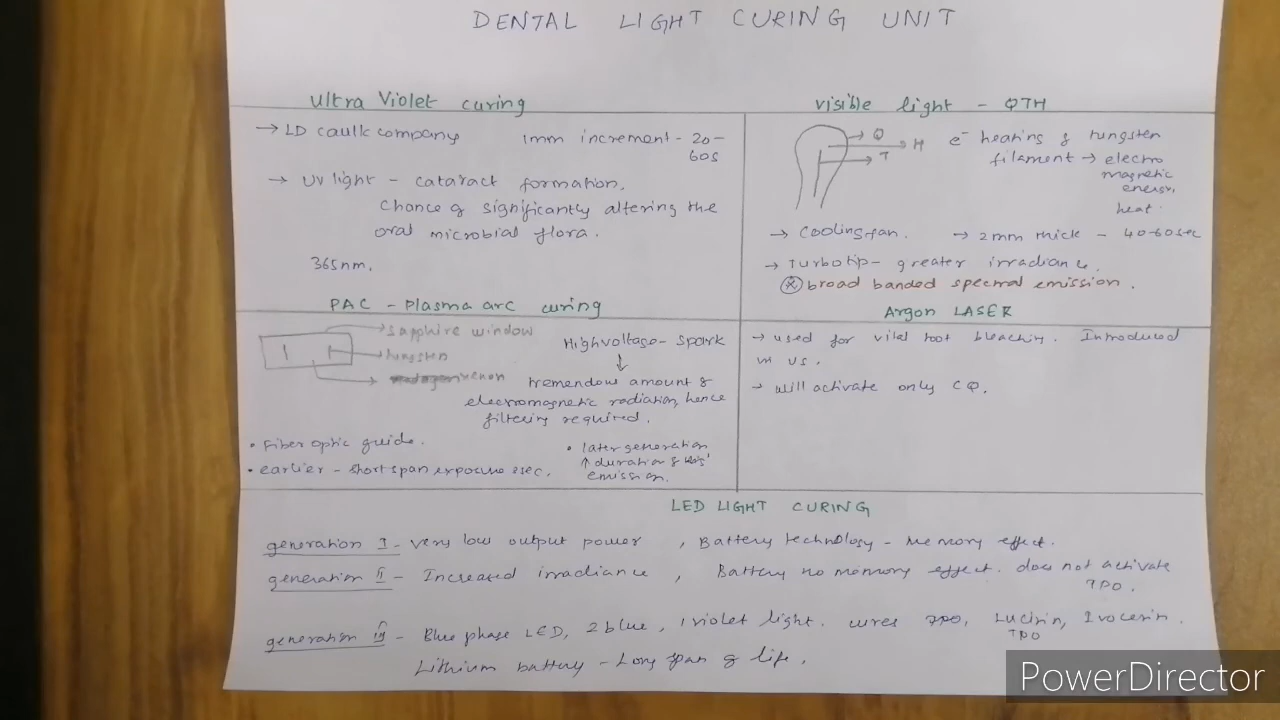 DENTAL LIGHT CURING UNIT
Ultra Violet curing
→ LD caulk company 1mm increment - 20-
60s
→ UV light - cataract formation.
Chance of significantly altering the
oral microbial flora.
365nm.
visible light - QTH
Q
H
T
e⁻ heating of tungsten
filament → electro
magnetic
energy,
heat.
→ Cooling fan. → 2mm thick - 40-60sec
→ Turbotip - greater irradiance.
broad banded spectral emission.
PAC - Plasma arc curing
sapphire window
tungsten
xenon
High voltage - spark
↓
tremendous amount of
electromagnetic radiation, hence
filtering required.
• Fiber optic guide.
• earlier - short span exposure sec.
• later generation
↑ duration of
emission.
Argon LASER
→ used for vital bleaching. Introduced
in US.
→ will activate only CQ.
LED LIGHT CURING
generation I - very low output power, Battery technology - Memory effect.
generation II - Increased irradiance, Battery no memory effect. does not activate
TPO.
generation III - Blue phase LED, 2 blue, 1 violet light. cures TPO, Lucirin, Ivocerin.
TPO
Lithium battery - Long span of life.
PowerDirector